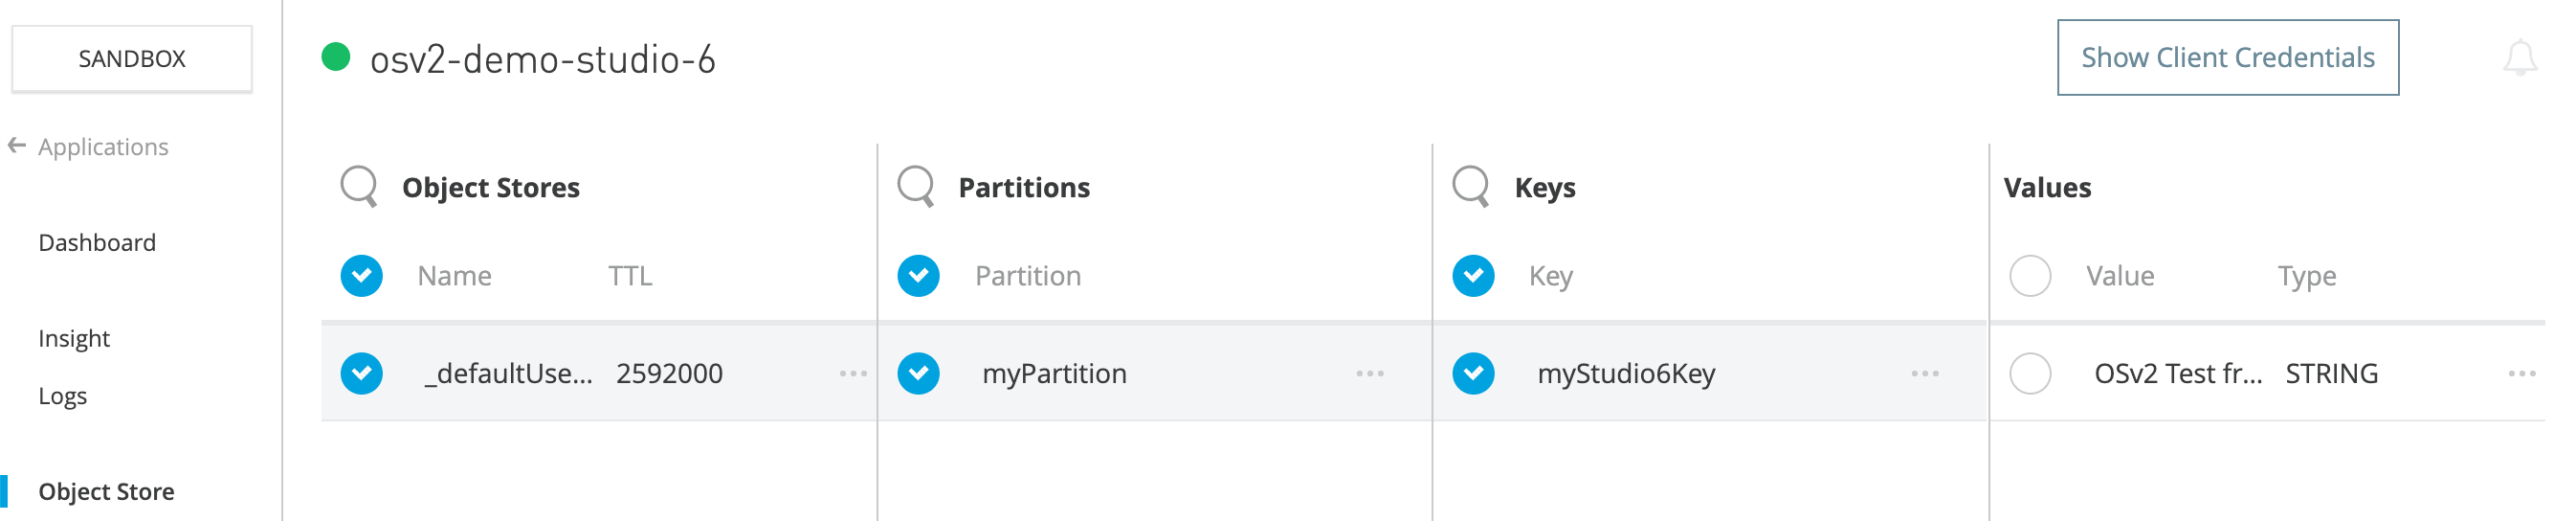 SANDBOX
Applications
Dashboard
Insight
Logs
Object Store
osv2-demo-studio-6
Show Client Credentials
Object Stores
Partitions
Keys
Values
Name TTL
Partition
Key
Value Type
_defaultUse... 2592000
myPartition
myStudio6Key
OSv2 Test fr... STRING